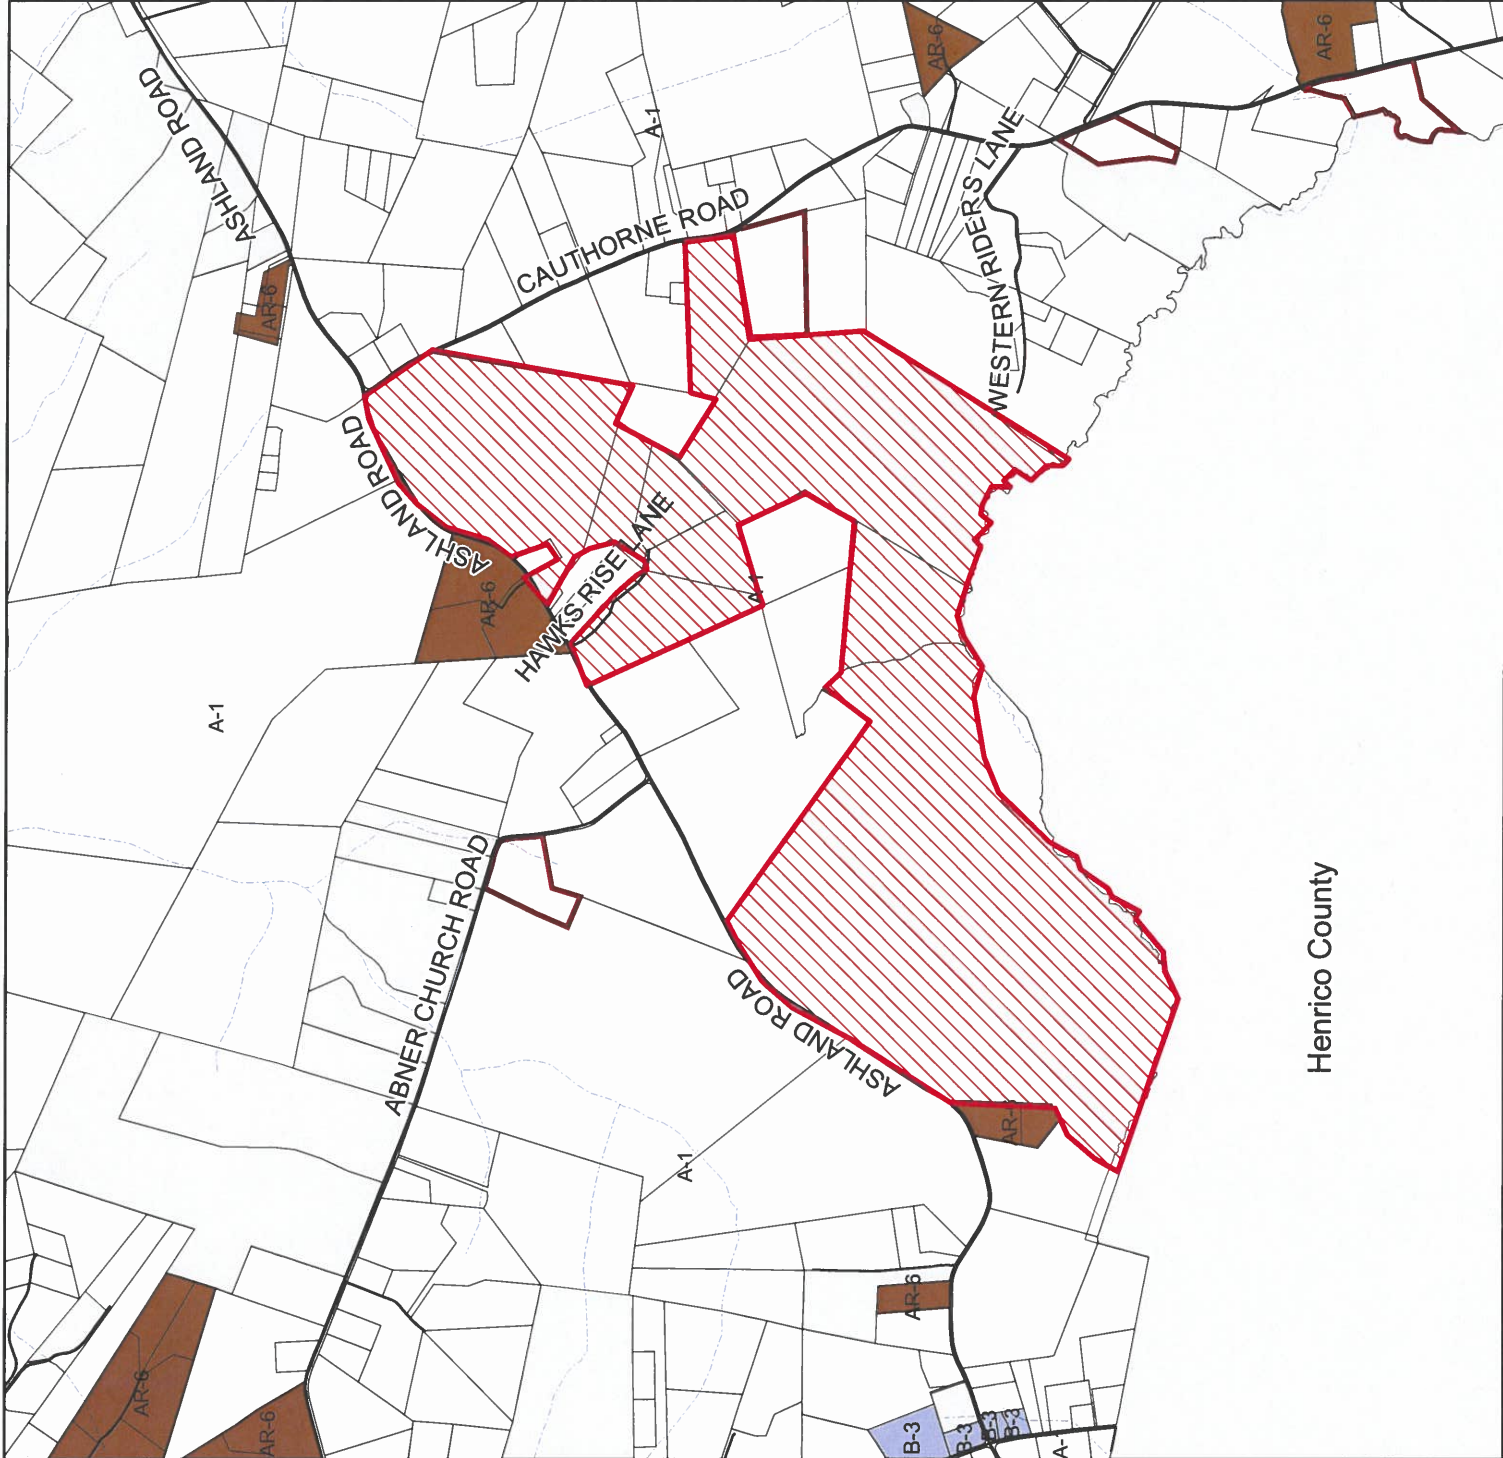 ASHLAND ROAD
ASHLAND ROAD
ASHLAND ROAD
ASHLAND ROAD
CAUTHORNE ROAD
WESTERN RIDERS LANE
HAWKS RISE LANE
ABNER CHURCH ROAD
Henrico County
AR-6
AR-6
AR-6
AR-6
AR-6
AR-6
AR-6
A-1
A-1
A-1
A-1
B-3
B-3
B-3
B-3